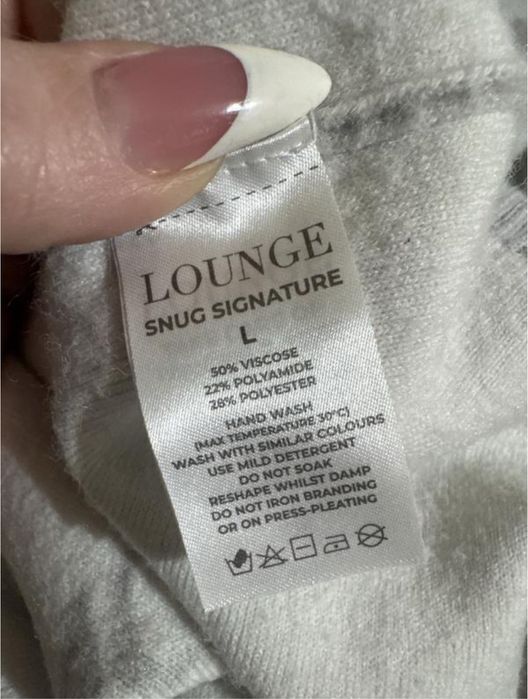 LOUNGE
SNUG SIGNATURE
L
50% VISCOSE
22% POLYAMIDE
28% POLYESTER
HAND WASH
(MAX TEMPERATURE 30°C)
WASH WITH SIMILAR COLOURS
USE MILD DETERGENT
DO NOT SOAK
RESHAPE WHILST DAMP
DO NOT IRON BRANDING
OR ON PRESS-PLEATING